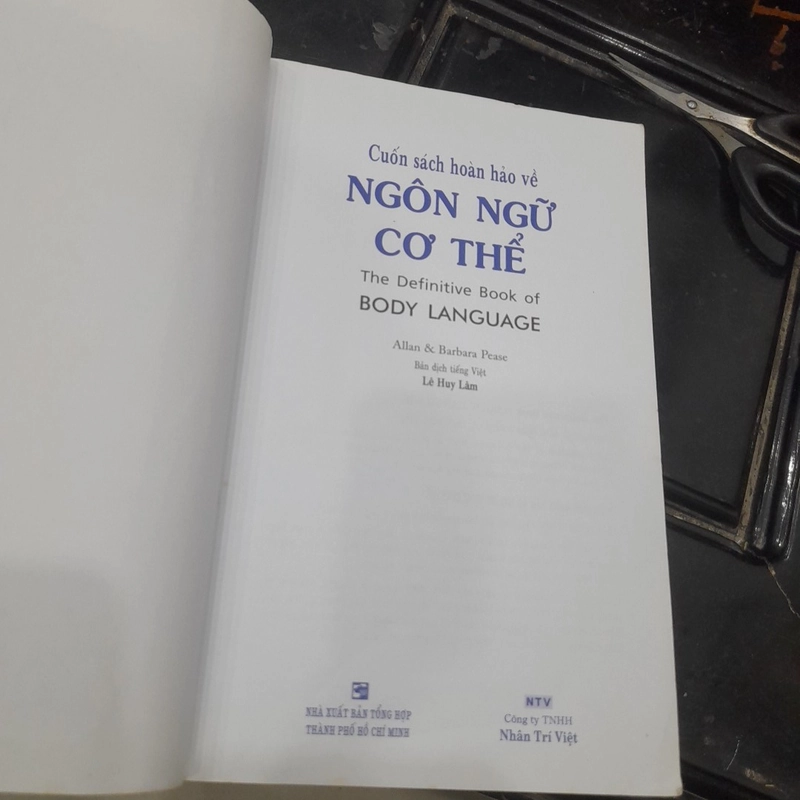 Cuốn sách hoàn hảo về
NGÔN NGỮ
CƠ THỂ
The Definitive Book of
BODY LANGUAGE
Allan & Barbara Pease
Bản dịch tiếng Việt
Lê Huy Lâm
NHÀ XUẤT BẢN TỔNG HỢP
THÀNH PHỐ HỒ CHÍ MINH
NTV
Công ty TNHH
Nhân Trí Việt